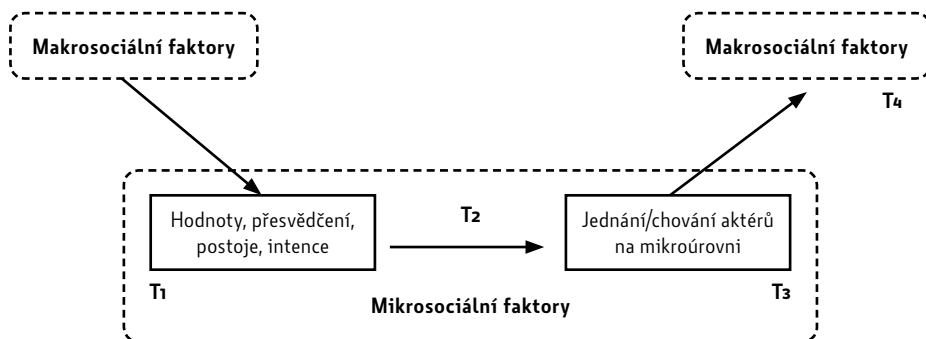 Makrosociální faktory
Makrosociální faktory
T4
Hodnoty, přesvědčení,
postoje, intence
T2
Jednání/chování aktérů
na mikroúrovni
T1
Mikrosociální faktory
T3